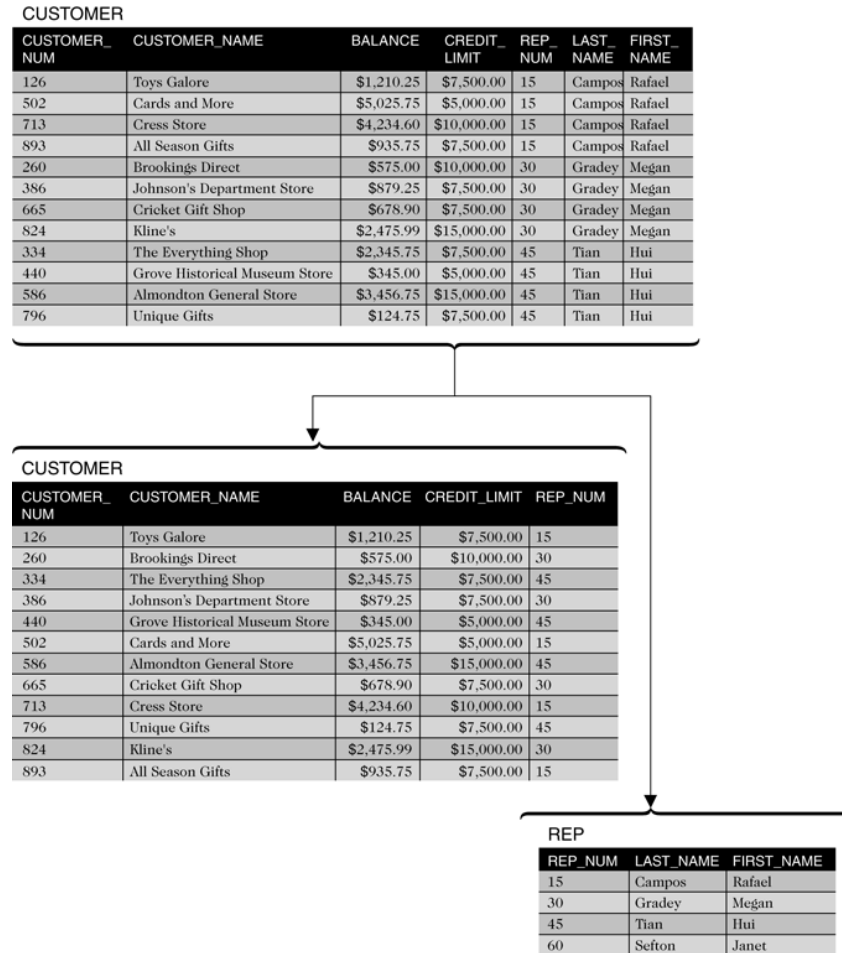 CUSTOMER
CUSTOMER_ CUSTOMER_NAME BALANCE CREDIT_ REP_ LAST_ FIRST_
NUM LIMIT NUM NAME NAME
126 Toys Galore $1,210.25 $7,500.00 15 Campos Rafael
502 Cards and More $5,025.75 $5,000.00 15 Campos Rafael
713 Cress Store $4,234.60 $10,000.00 15 Campos Rafael
893 All Season Gifts $935.75 $7,500.00 15 Campos Rafael
260 Brookings Direct $575.00 $10,000.00 30 Gradey Megan
386 Johnson's Department Store $879.25 $7,500.00 30 Gradey Megan
665 Cricket Gift Shop $678.90 $7,500.00 30 Gradey Megan
824 Kline's $2,475.99 $15,000.00 30 Gradey Megan
334 The Everything Shop $2,345.75 $7,500.00 45 Tian Hui
440 Grove Historical Museum Store $345.00 $5,000.00 45 Tian Hui
586 Almondton General Store $3,456.75 $15,000.00 45 Tian Hui
796 Unique Gifts $124.75 $7,500.00 45 Tian Hui
CUSTOMER
CUSTOMER_ CUSTOMER_NAME BALANCE CREDIT_LIMIT REP_NUM
NUM
126 Toys Galore $1,210.25 $7,500.00 15
260 Brookings Direct $575.00 $10,000.00 30
334 The Everything Shop $2,345.75 $7,500.00 45
386 Johnson's Department Store $879.25 $7,500.00 30
440 Grove Historical Museum Store $345.00 $5,000.00 45
502 Cards and More $5,025.75 $5,000.00 15
586 Almondton General Store $3,456.75 $15,000.00 45
665 Cricket Gift Shop $678.90 $7,500.00 30
713 Cress Store $4,234.60 $10,000.00 15
796 Unique Gifts $124.75 $7,500.00 45
824 Kline's $2,475.99 $15,000.00 30
893 All Season Gifts $935.75 $7,500.00 15
REP
REP_NUM LAST_NAME FIRST_NAME
15 Campos Rafael
30 Gradey Megan
45 Tian Hui
60 Sefton Janet